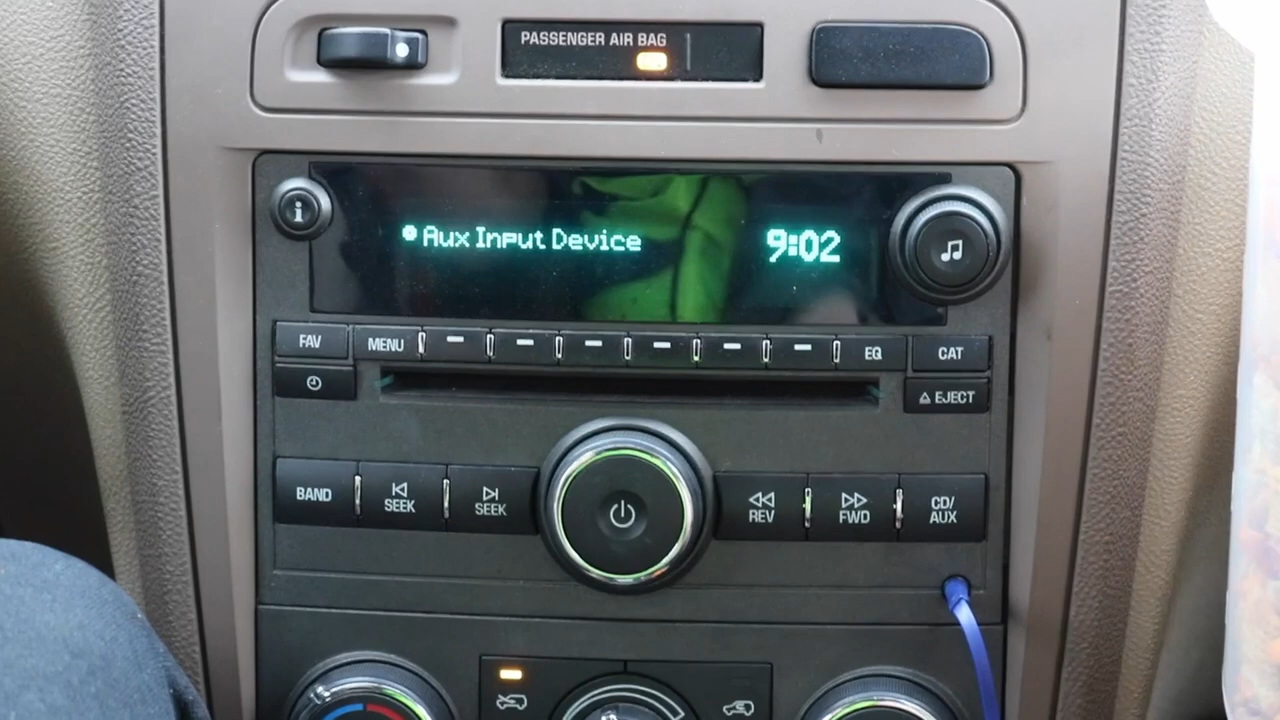 PASSENGER AIR BAG
i
Aux Input Device
9:02
FAV
MENU
EQ
CAT
EJECT
BAND
SEEK
SEEK
REV
FWD
CD/
AUX